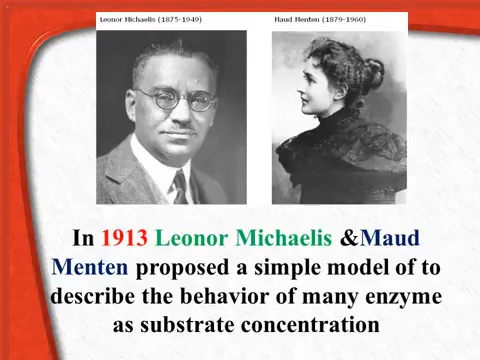 Leonor Michaelis (1875-1949)
Maud Menten (1879-1960)
In 1913 Leonor Michaelis &Maud
Menten proposed a simple model of to
describe the behavior of many enzyme
as substrate concentration